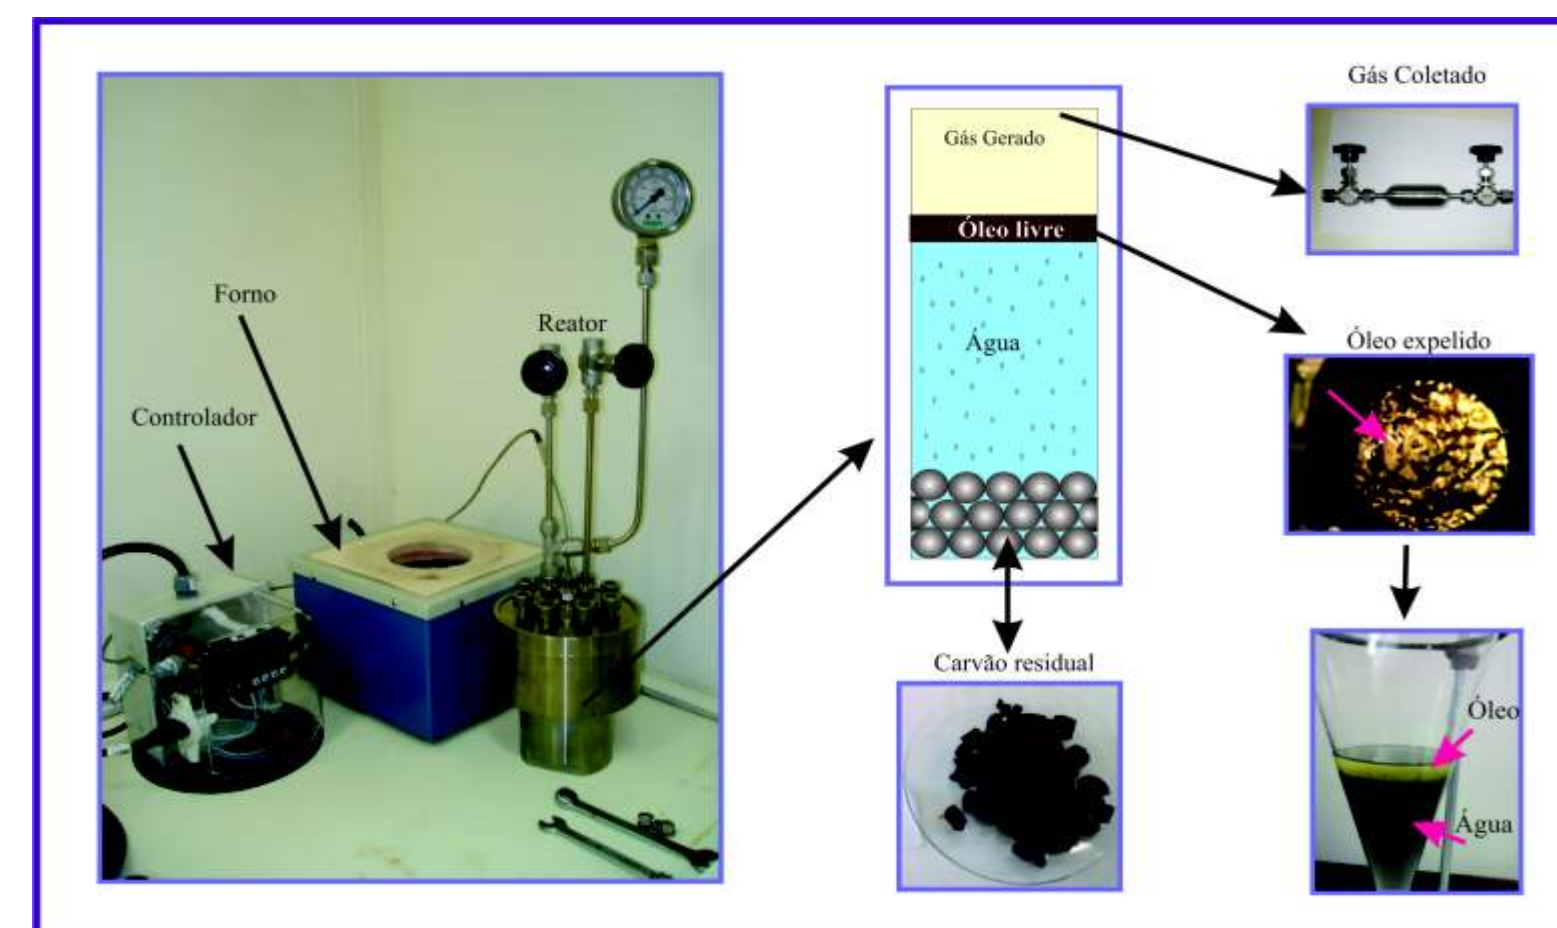 Gás Coletado
Gás Gerado
Óleo livre
Forno
Reator
Água
Óleo expelido
Controlador
Carvão residual
Óleo
Água